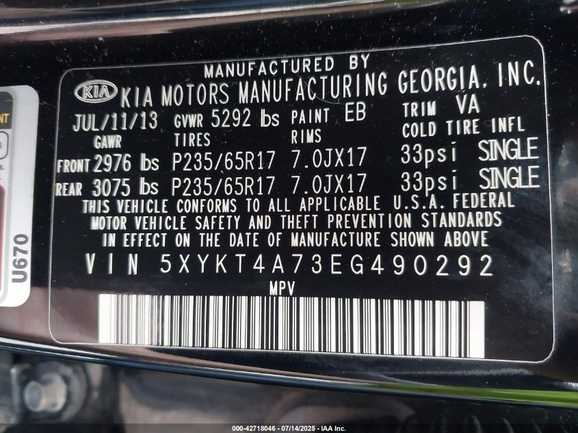 MANUFACTURED BY
KIA KIA MOTORS MANUFACTURING GEORGIA, INC.
JUL/11/13 GVWR 5292 lbs PAINT EB TRIM VA
GAWR TIRES RIMS COLD TIRE INFL
FRONT 2976 lbs P235/65R17 7.0JX17 33psi SINGLE
REAR 3075 lbs P235/65R17 7.0JX17 33psi SINGLE
THIS VEHICLE CONFORMS TO ALL APPLICABLE U.S.A. FEDERAL
MOTOR VEHICLE SAFETY AND THEFT PREVENTION STANDARDS
IN EFFECT ON THE DATE OF MANUFACTURE SHOWN ABOVE
VIN 5XYKT4A73EG490292
MPV
U670
000-42718046 - 07/14/2025 - IAA Inc.